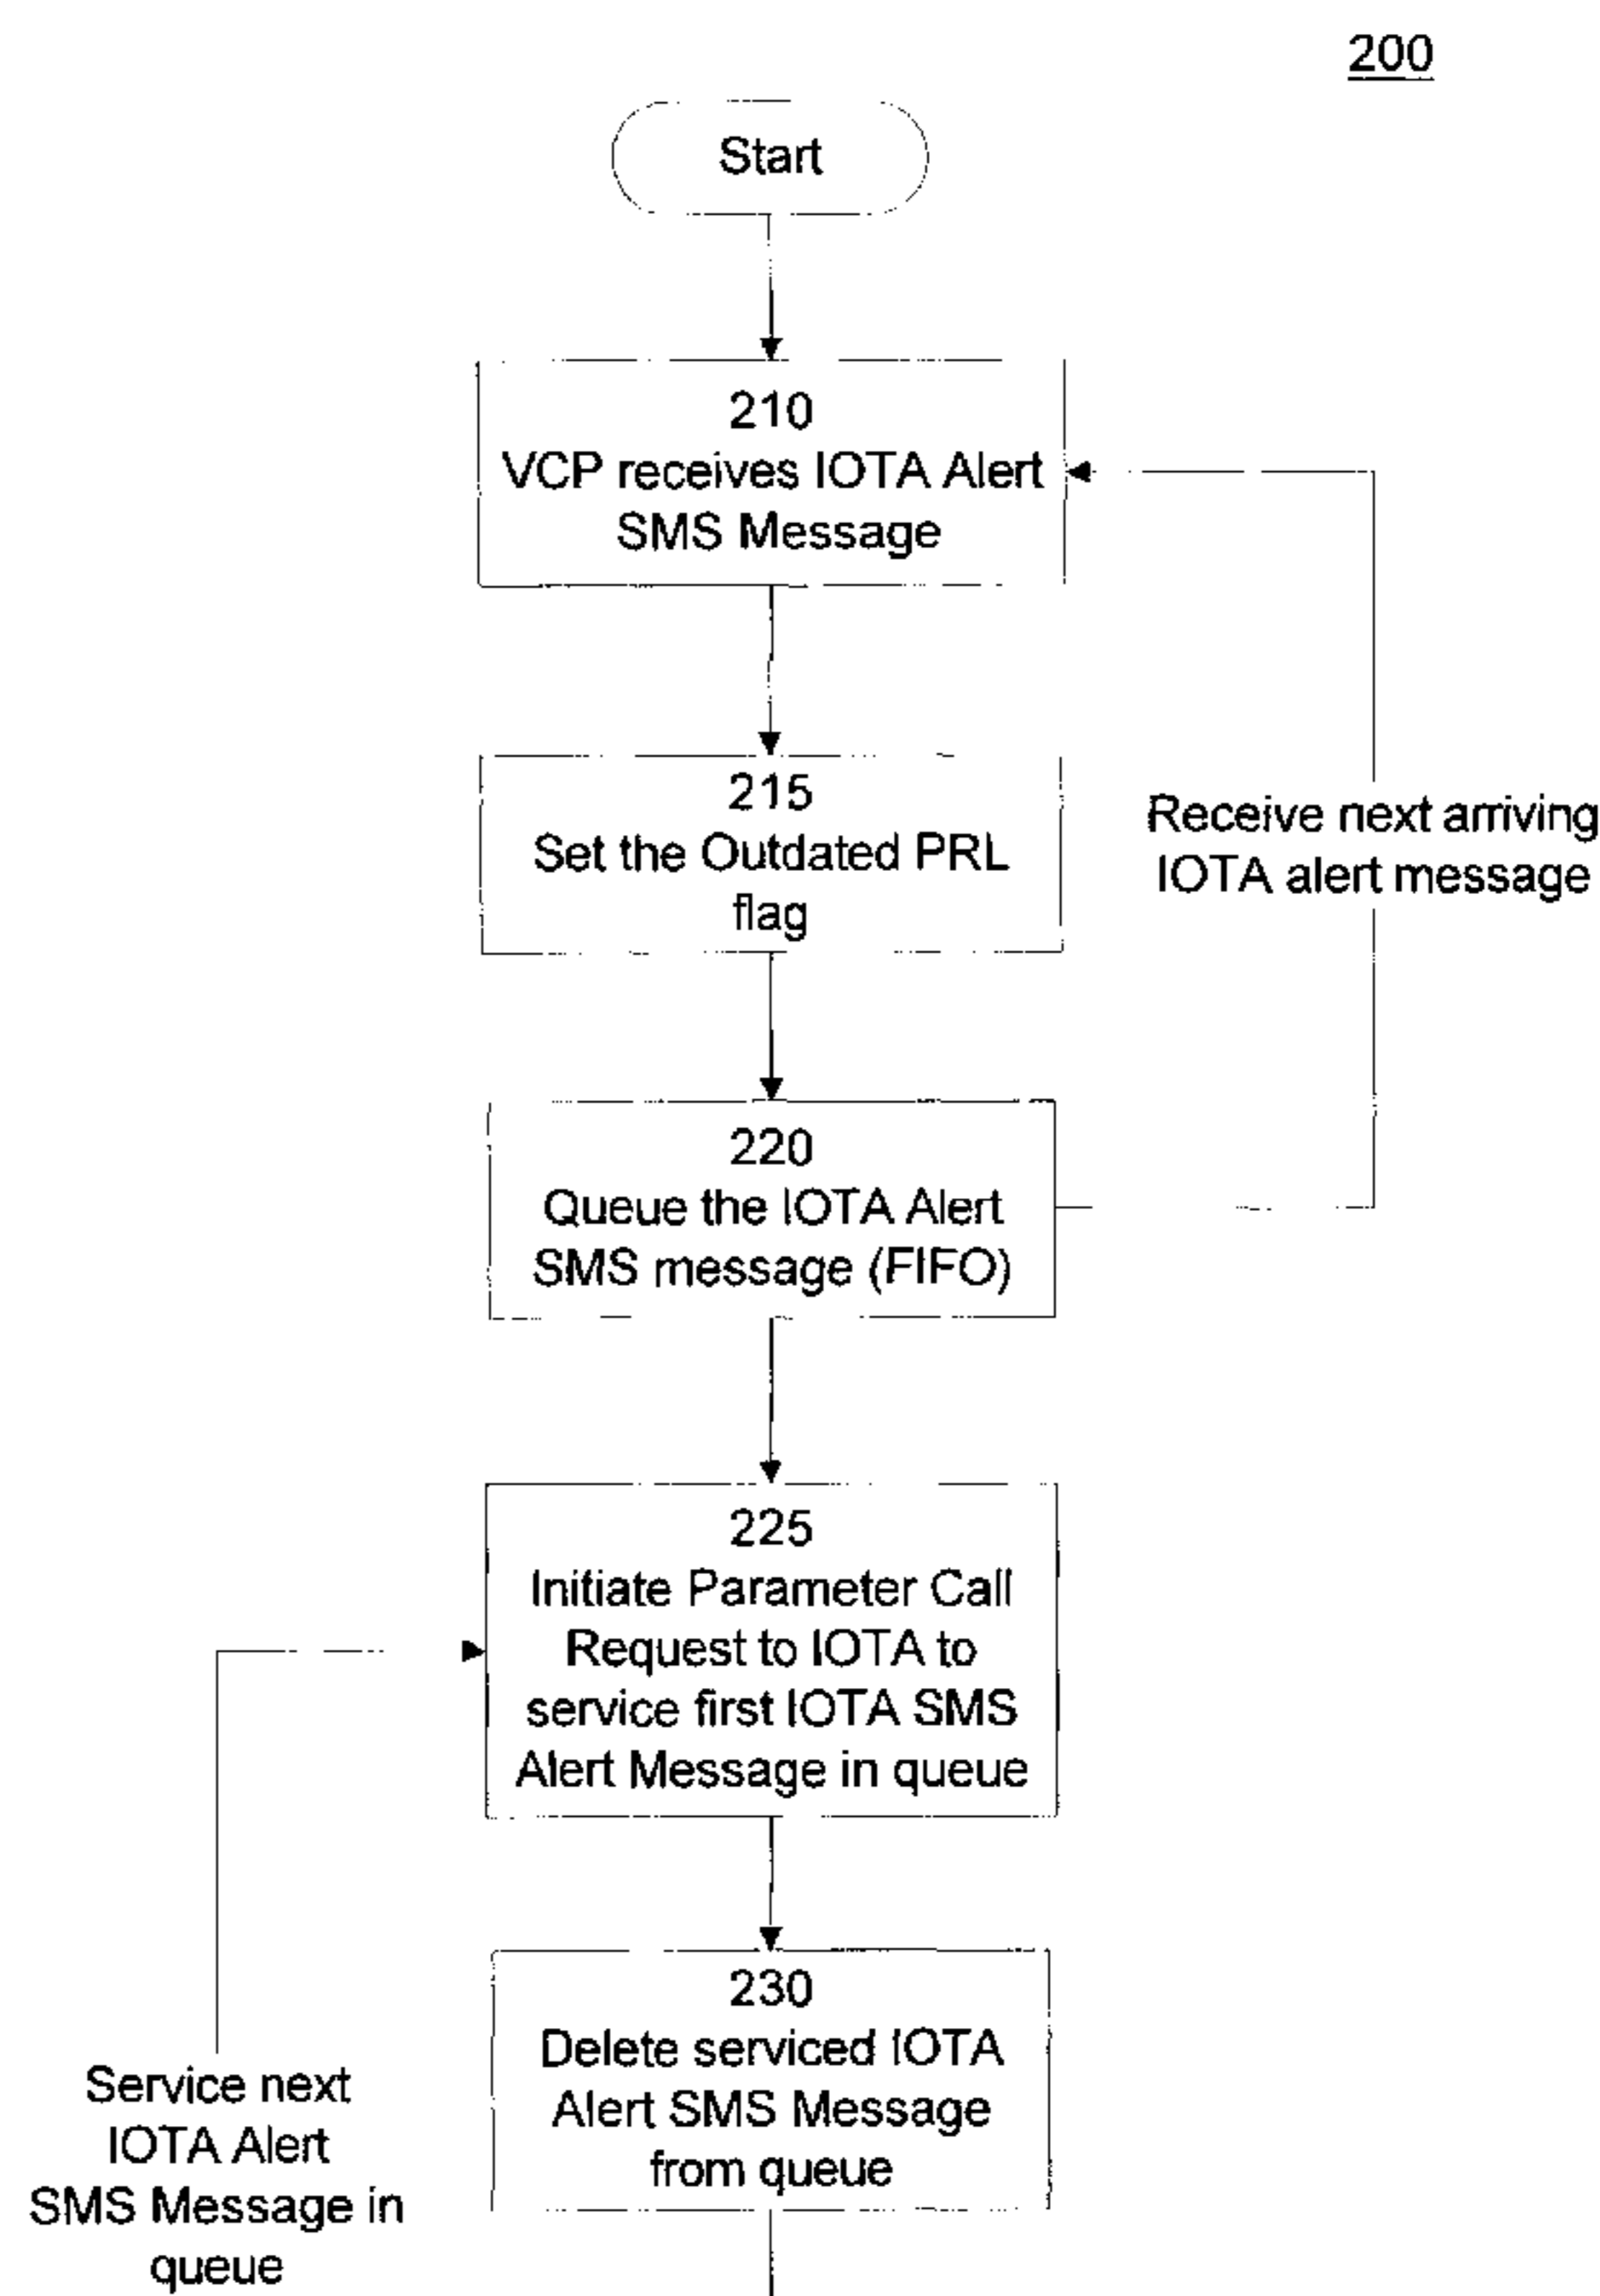 200
Start
210
VCP receives IOTA Alert
SMS Message
215
Set the Outdated PRL
flag
Receive next arriving
IOTA alert message
220
Queue the IOTA Alert
SMS message (FIFO)
225
Initiate Parameter Call
Request to IOTA to
service first IOTA SMS
Alert Message in queue
230
Delete serviced IOTA
Alert SMS Message
from queue
Service next
IOTA Alert
SMS Message in
queue